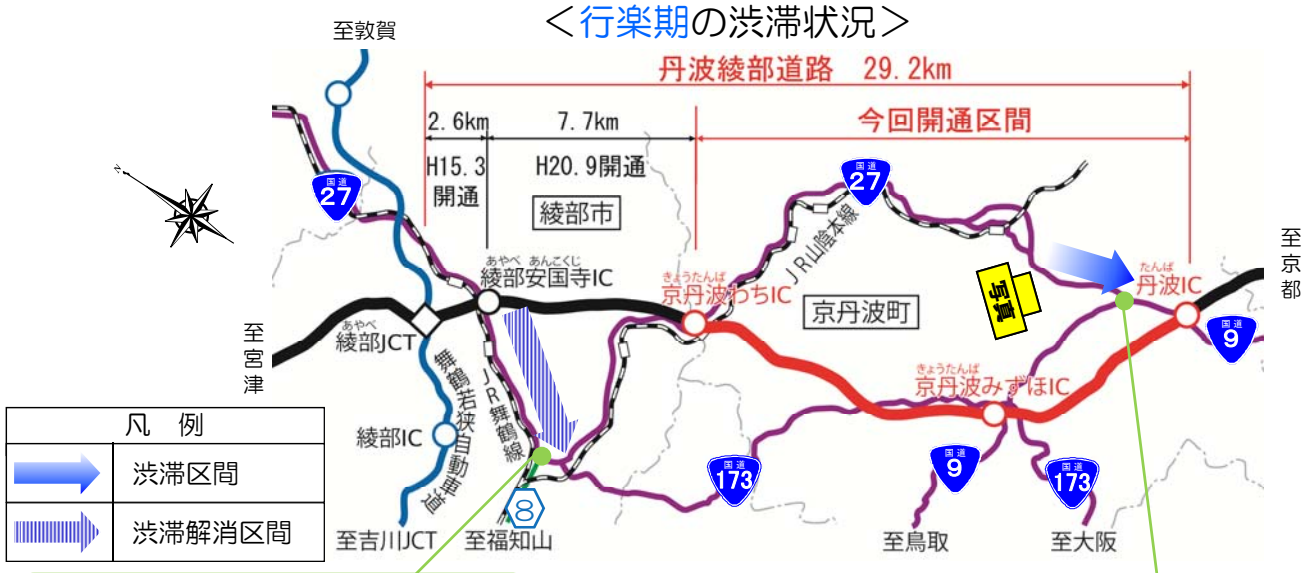 ＜行楽期の渋滞状況＞
至敦賀
丹波綾部道路 29.2km
2.6km
7.7km
今回開通区間
H15.3
開通
H20.9開通
国道
27
国道
27
綾部市
N
JR山陰本線
あやべ あんこくじ
綾部安国寺IC
きょうたんば
京丹波わちIC
京丹波町
写真
たんば
丹波IC
至京都
国道
9
至宮津
あやべ
綾部JCT
舞鶴若狭自動車道
JR舞鶴線
きょうたんば
京丹波みずほIC
綾部IC
凡 例
渋滞区間
渋滞解消区間
国道
173
国道
9
国道
173
8
至吉川JCT
至福知山
至鳥取
至大阪